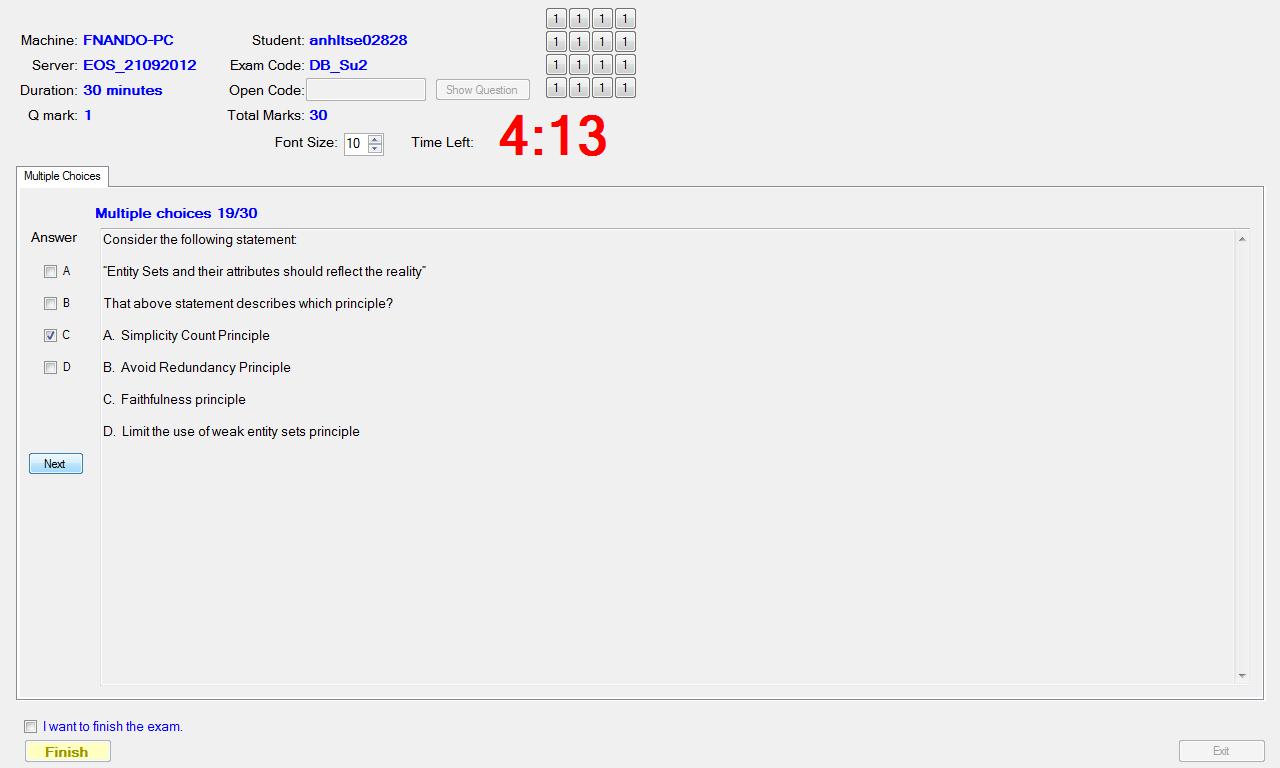 Machine: FNANDO-PC Student: anhltse02828
Server: EOS_21092012 Exam Code: DB_Su2
Duration: 30 minutes Open Code: Show Question
Q mark: 1 Total Marks: 30
1 1 1 1
1 1 1 1
1 1 1 1
1 1 1 1
Font Size: 10 Time Left: 4:13
Multiple Choices
Multiple choices 19/30
Answer
A
B
C
D
Next
Consider the following statement:
"Entity Sets and their attributes should reflect the reality"
That above statement describes which principle?
A. Simplicity Count Principle
B. Avoid Redundancy Principle
C. Faithfulness principle
D. Limit the use of weak entity sets principle
I want to finish the exam.
Finish
Exit